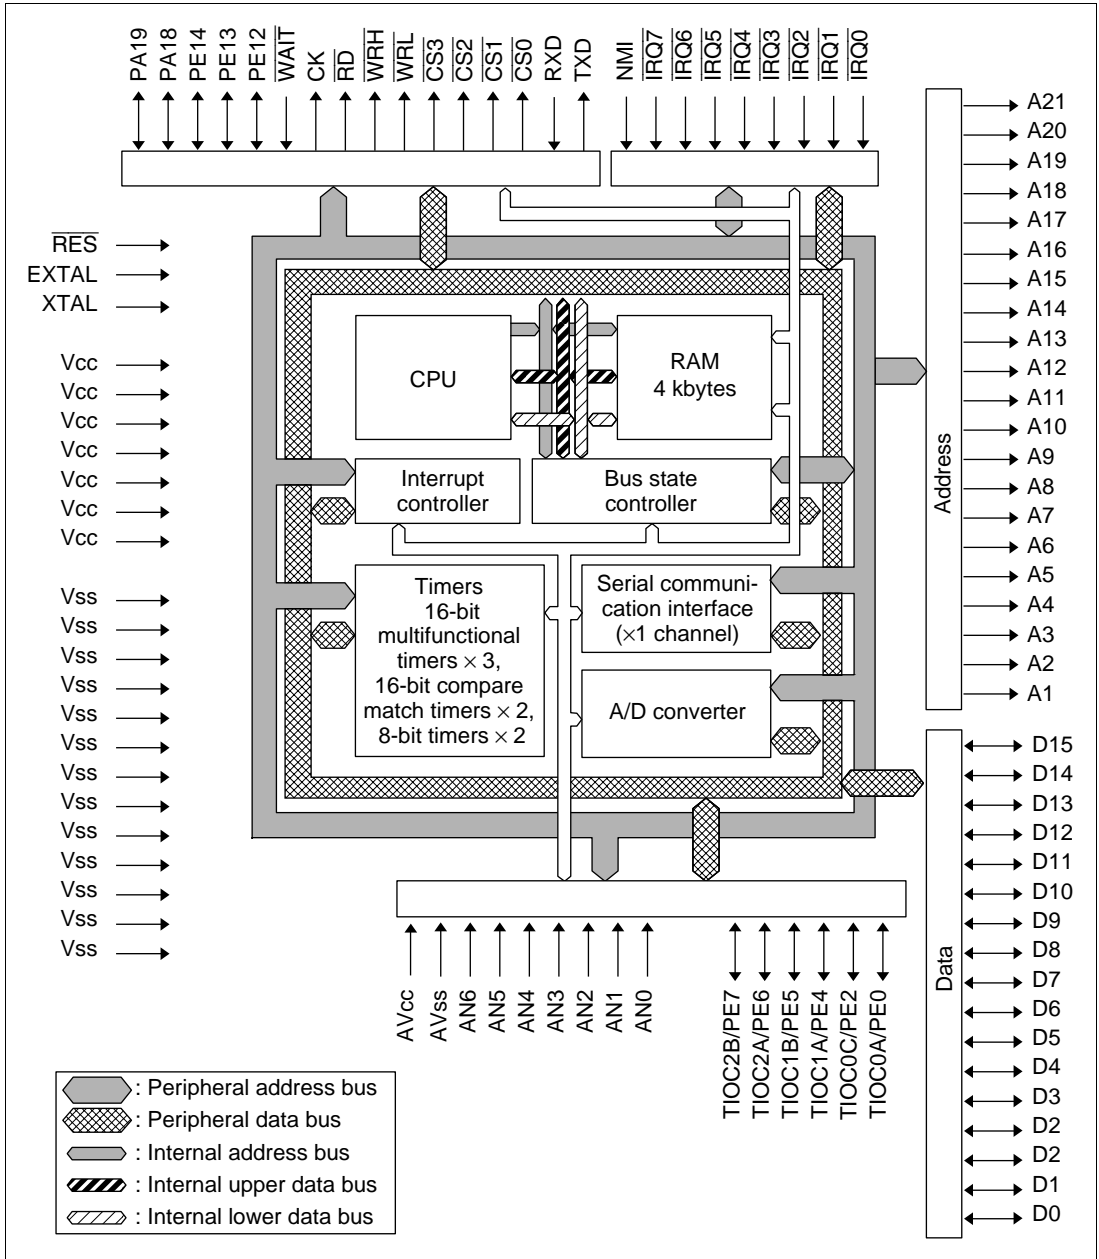 PA19
PA18
PE14
PE13
PE12
WAIT
CK
RD
WRH
WRL
CS3
CS2
CS1
CS0
RXD
TXD
NMI
IRQ7
IRQ6
IRQ5
IRQ4
IRQ3
IRQ2
IRQ1
IRQ0
RES
EXTAL
XTAL
Vcc
Vcc
Vcc
Vcc
Vcc
Vcc
Vcc
Vss
Vss
Vss
Vss
Vss
Vss
Vss
Vss
Vss
Vss
Vss
Vss
Vss
CPU
RAM
4 kbytes
Interrupt
controller
Bus state
controller
Timers
16-bit
multifunctional
timers × 3,
16-bit compare
match timers × 2,
8-bit timers × 2
Serial communi-
cation interface
(×1 channel)
A/D converter
Address
A21
A20
A19
A18
A17
A16
A15
A14
A13
A12
A11
A10
A9
A8
A7
A6
A5
A4
A3
A2
A1
Data
D15
D14
D13
D12
D11
D10
D9
D8
D7
D6
D5
D4
D3
D2
D2
D1
D0
AVcc
AVss
AN6
AN5
AN4
AN3
AN2
AN1
AN0
TIOC2B/PE7
TIOC2A/PE6
TIOC1B/PE5
TIOC1A/PE4
TIOC0C/PE2
TIOC0A/PE0
: Peripheral address bus
: Peripheral data bus
: Internal address bus
: Internal upper data bus
: Internal lower data bus